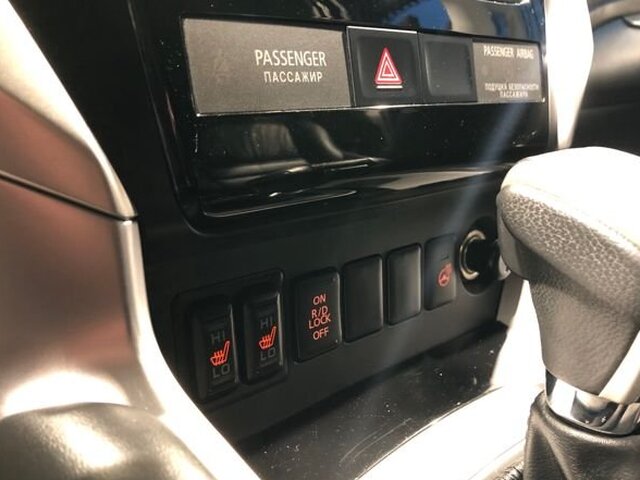 PASSENGER
ПАССАЖИР
PASSENGER AIRBAG
ПОДУШКА БЕЗОПАСНОСТИ
ПАССАЖИРА
HI
LO
HI
LO
ON
R/D
LOCK
OFF